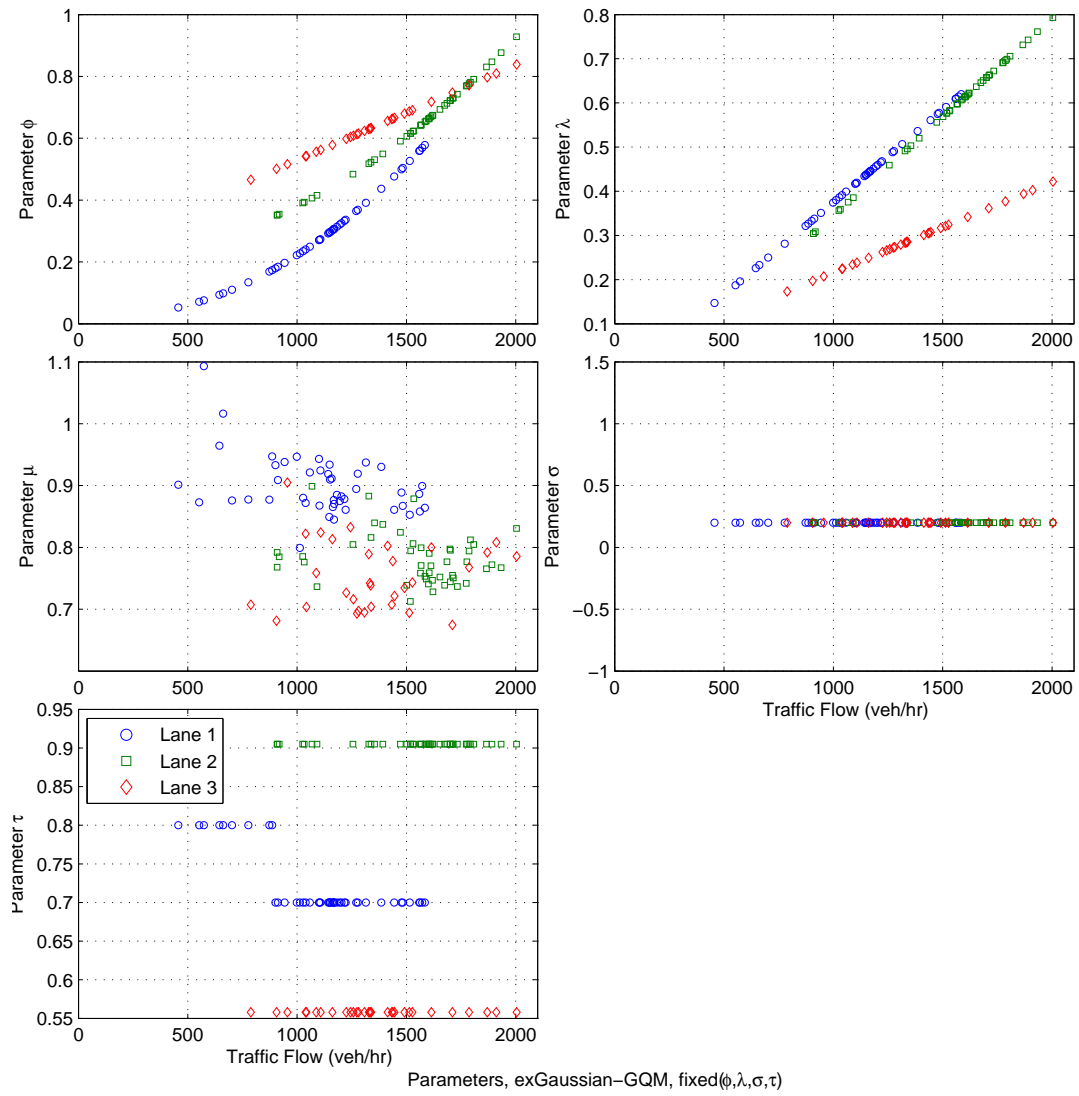 1
0.8
0.6
0.4
0.2
0
Parameter ϕ
0 500 1000 1500 2000
0.8
0.7
0.6
0.5
0.4
0.3
0.2
0.1
Parameter λ
0 500 1000 1500 2000
1.1
1
0.9
0.8
0.7
Parameter μ
0 500 1000 1500 2000
1.5
1
0.5
0
−0.5
−1
Parameter σ
0 500 1000 1500 2000
Traffic Flow (veh/hr)
0.95
0.9
0.85
0.8
0.75
0.7
0.65
0.6
0.55
Parameter τ
Lane 1
Lane 2
Lane 3
0 500 1000 1500 2000
Traffic Flow (veh/hr)
Parameters, exGaussian−GQM, fixed(ϕ,λ,σ,τ)